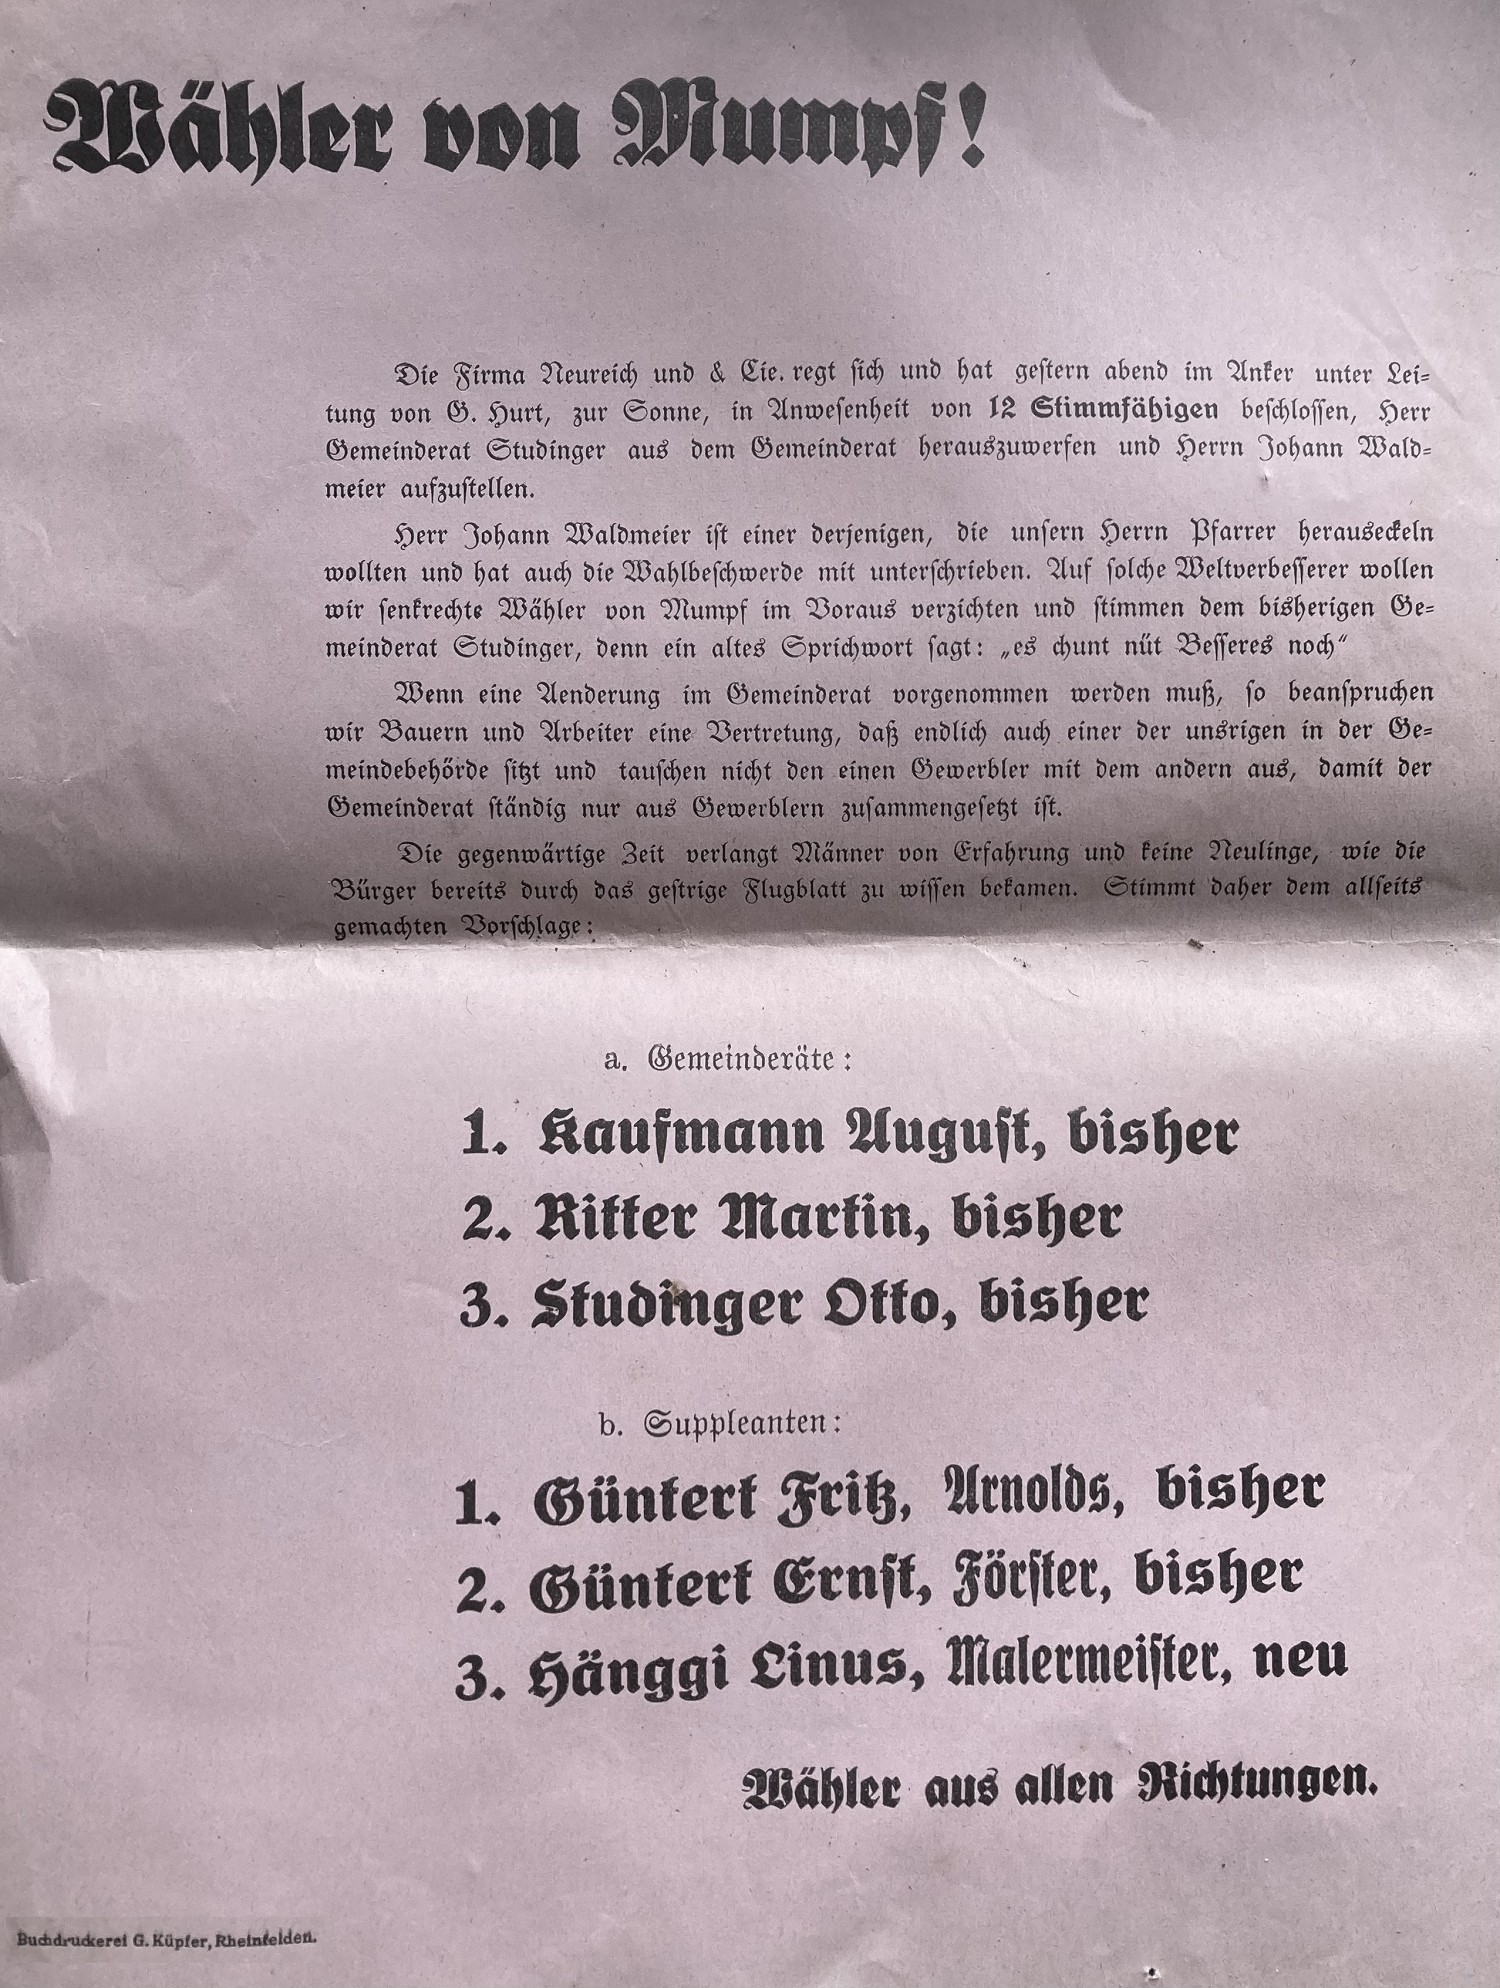 Wähler von Mumpf!
Die Firma Neureich und & Cie. regt sich und hat gestern abend im Anker unter Lei-
tung von G. Hurt, zur Sonne, in Anwesenheit von 12 Stimmfähigen beschlossen, Herr
Gemeinderat Studinger aus dem Gemeinderat herauszuwerfen und Herrn Johann Wald-
meier aufzustellen.
Herr Johann Waldmeier ist einer derjenigen, die unsern Herrn Pfarrer herauseckeln
wollten und hat auch die Wahlbeschwerde mit unterschrieben. Auf solche Weltverbesserer wollen
wir senkrechte Wähler von Mumpf im Voraus verzichten und stimmen dem bisherigen Ge-
meinderat Studinger, denn ein altes Sprichwort sagt: „es chunt nüt Besseres noch“
Wenn eine Aenderung im Gemeinderat vorgenommen werden muß, so beanspruchen
wir Bauern und Arbeiter eine Vertretung, daß endlich auch einer der unsrigen in der Ge-
meindebehörde sitzt und tauschen nicht den einen Gewerbler mit dem andern aus, damit der
Gemeinderat ständig nur aus Gewerblern zusammengesetzt ist.
Die gegenwärtige Zeit verlangt Männer von Erfahrung und keine Neulinge, wie die
Bürger bereits durch das gestrige Flugblatt zu wissen bekamen. Stimmt daher dem allseits
gemachten Vorschlage:
a. Gemeinderäte:
1. Kaufmann August, bisher
2. Ritter Martin, bisher
3. Studinger Otto, bisher
b. Suppleanten:
1. Güntert Fritz, Arnolds, bisher
2. Güntert Ernst, Förster, bisher
3. Hänggi Linus, Malermeister, neu
Wähler aus allen Richtungen.
Buchdruckerei G. Küpfer, Rheinfelden.